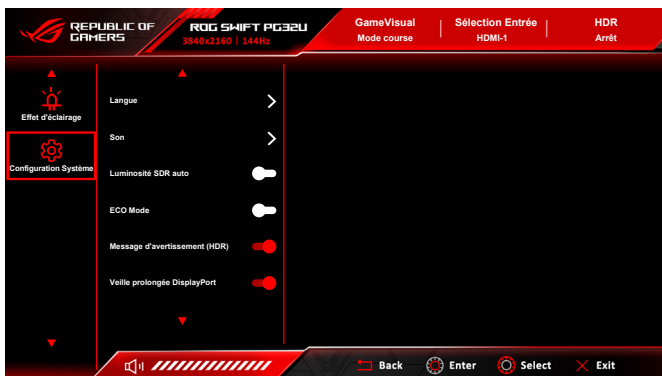 REPUBLIC OF
GAMERS
ROG SWIFT PG32U
3840x2160 | 144Hz
GameVisual
Mode course
Sélection Entrée
HDMI-1
HDR
Arrêt
Effet d'éclairage
Configuration Système
Langue
Son
Luminosité SDR auto
ECO Mode
Message d'avertissement (HDR)
Veille prolongée DisplayPort
Back
Enter
Select
Exit